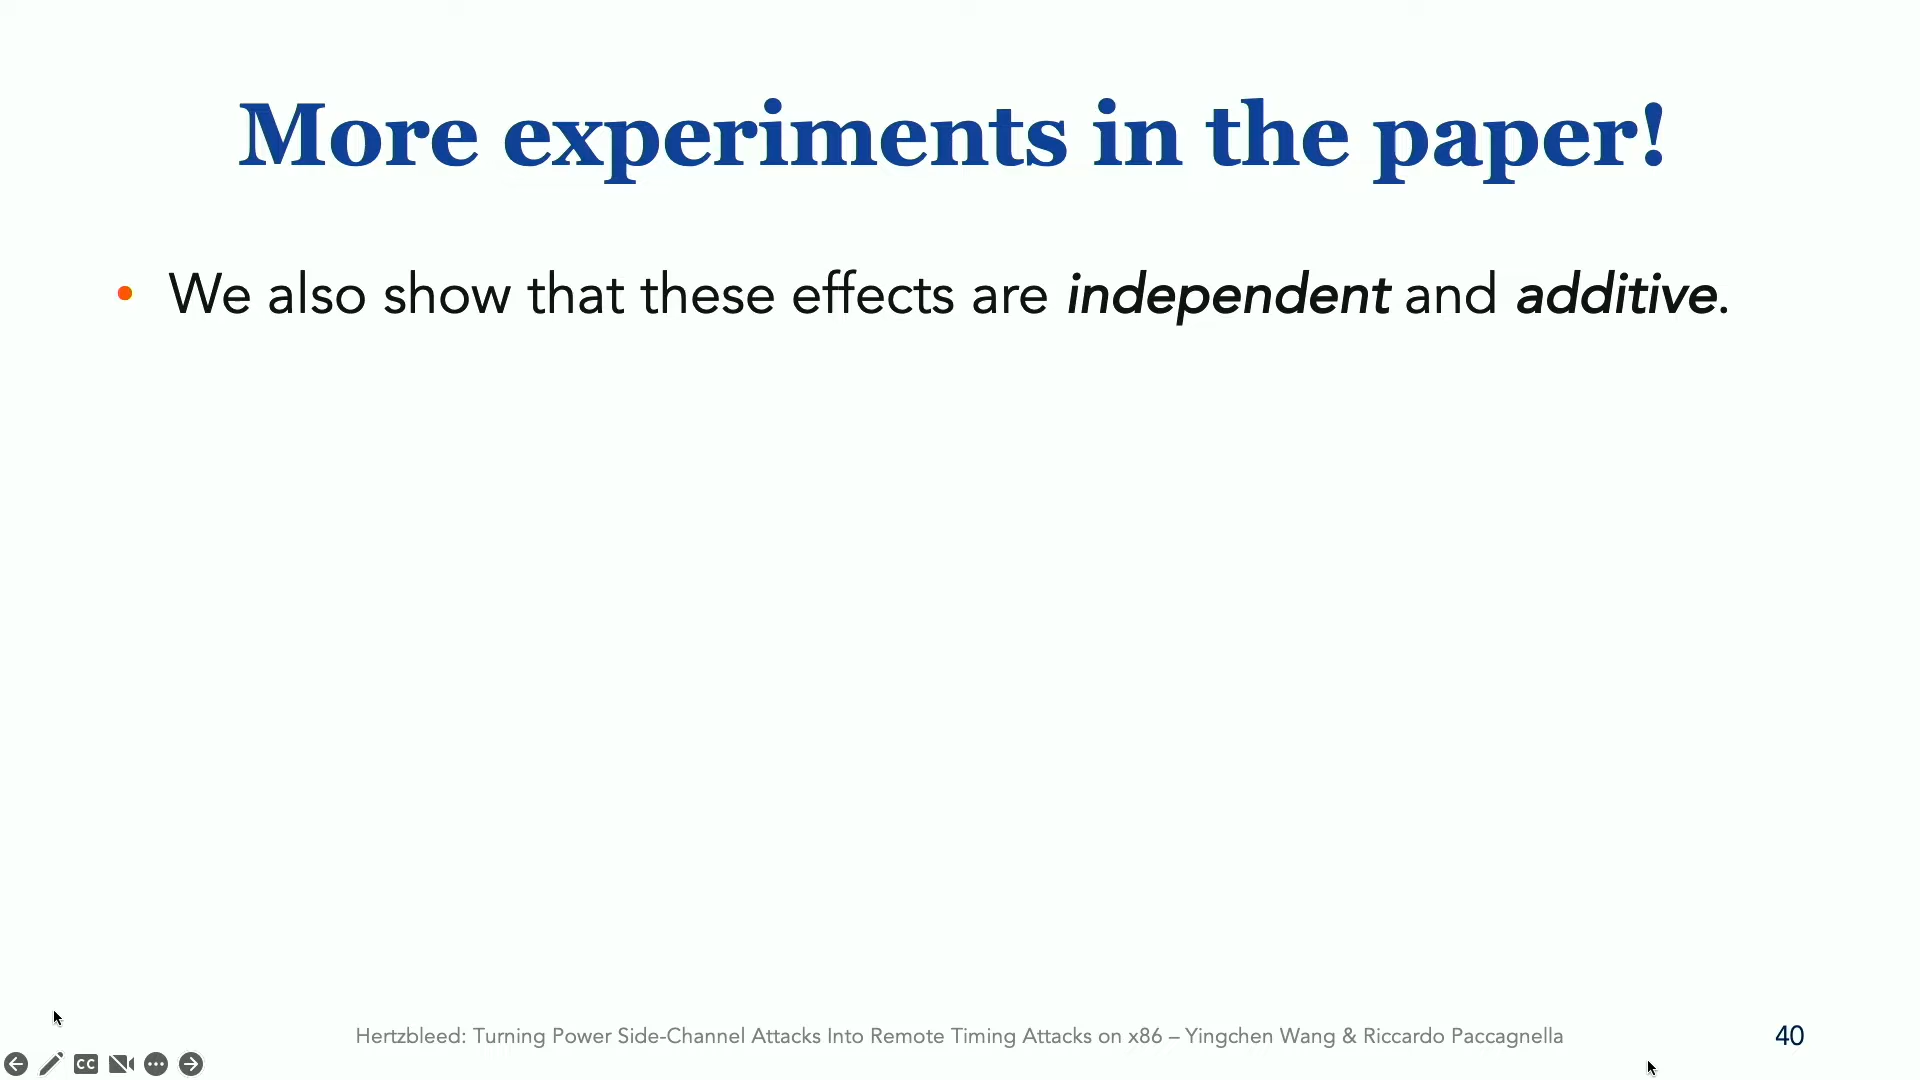 More experiments in the paper!
• We also show that these effects are independent and additive.
Hertzbleed: Turning Power Side-Channel Attacks Into Remote Timing Attacks on x86 – Yingchen Wang & Riccardo Paccagnella
40
CC